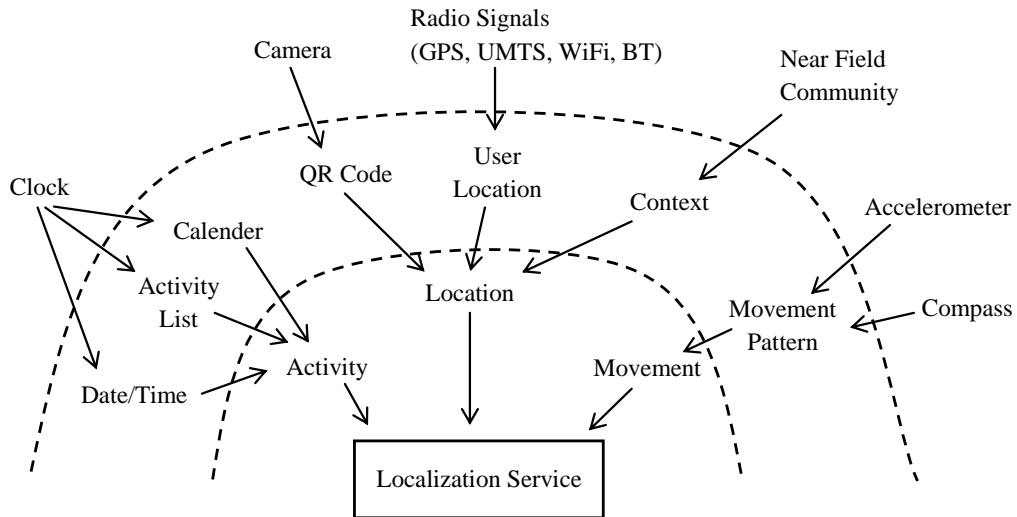 Radio Signals
(GPS, UMTS, WiFi, BT)
Camera
Near Field
Community
QR Code
User
Location
Context
Clock
Calender
Accelerometer
Activity
List
Location
Movement
Pattern
Compass
Date/Time
Activity
Movement
Localization Service